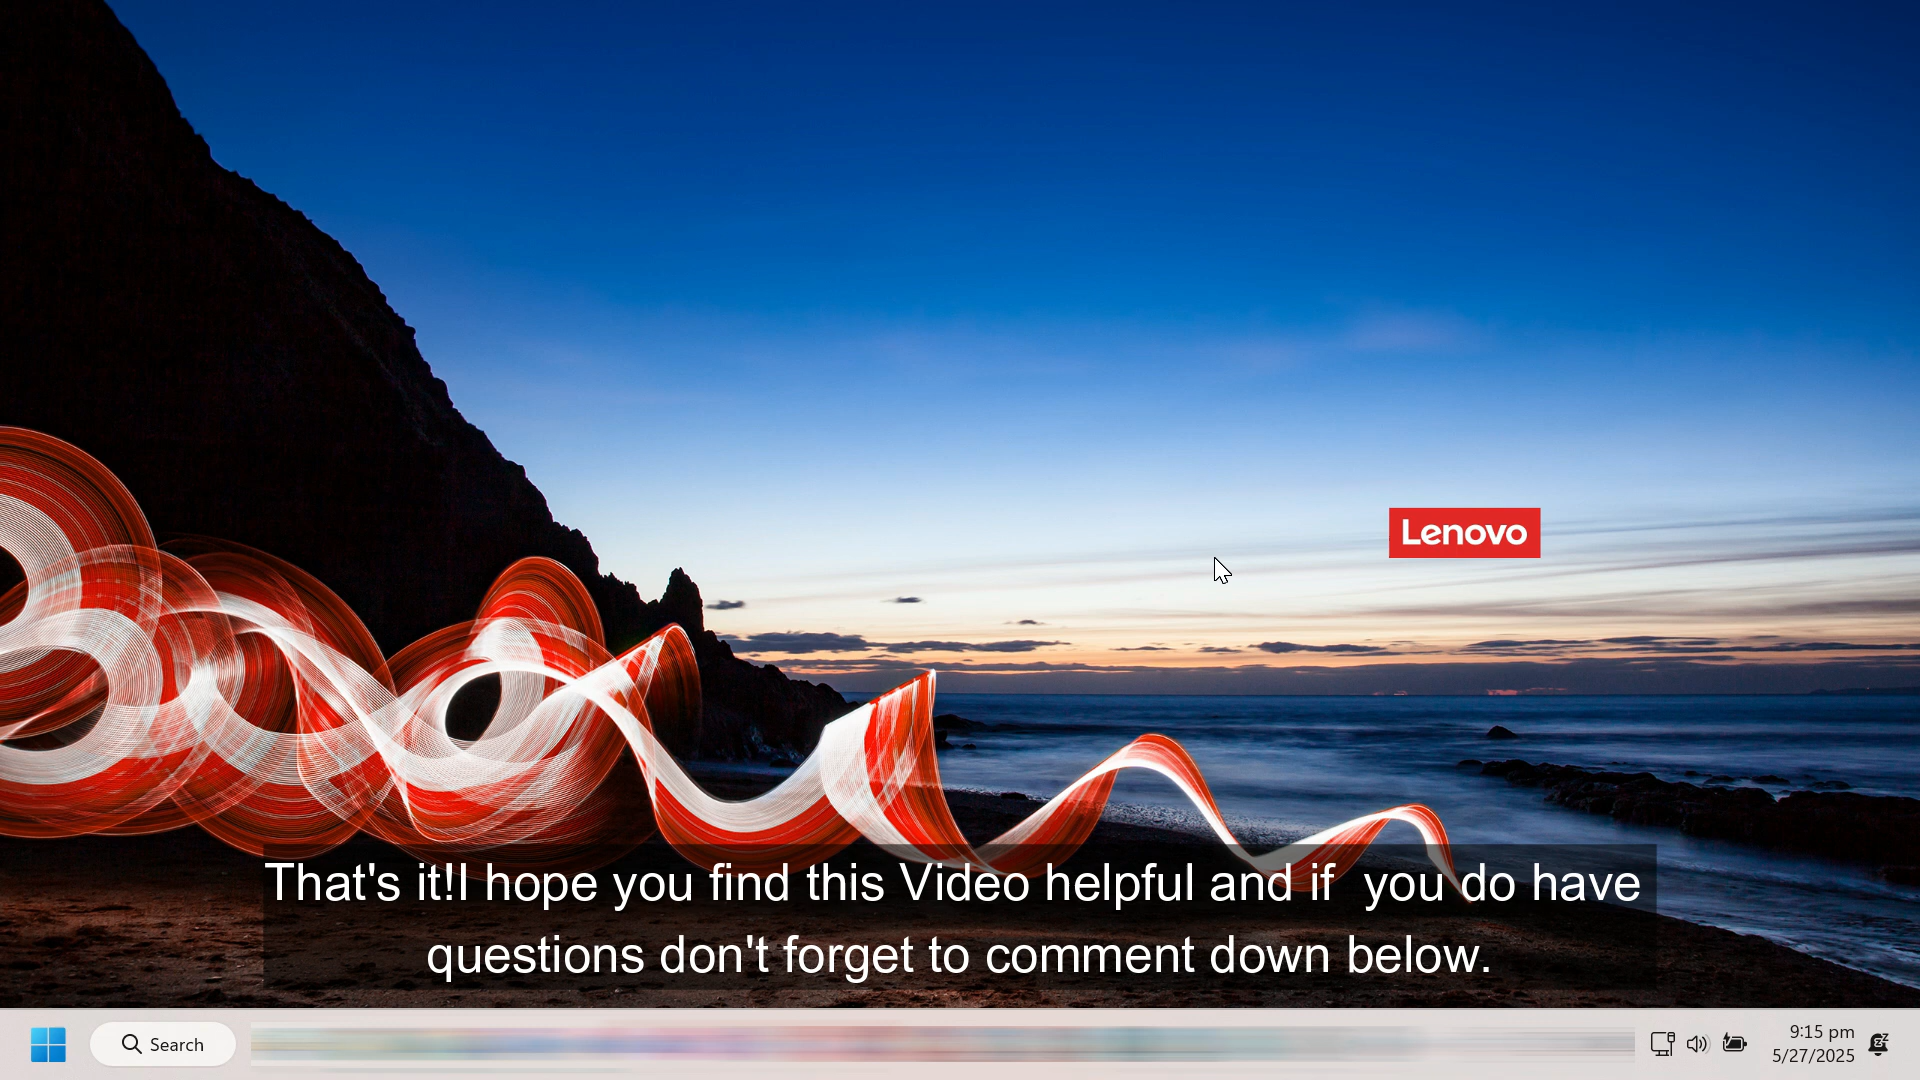 Lenovo
That's it!I hope you find this Video helpful and if  you do have
questions don't forget to comment down below.
Search
9:15 pm
5/27/2025